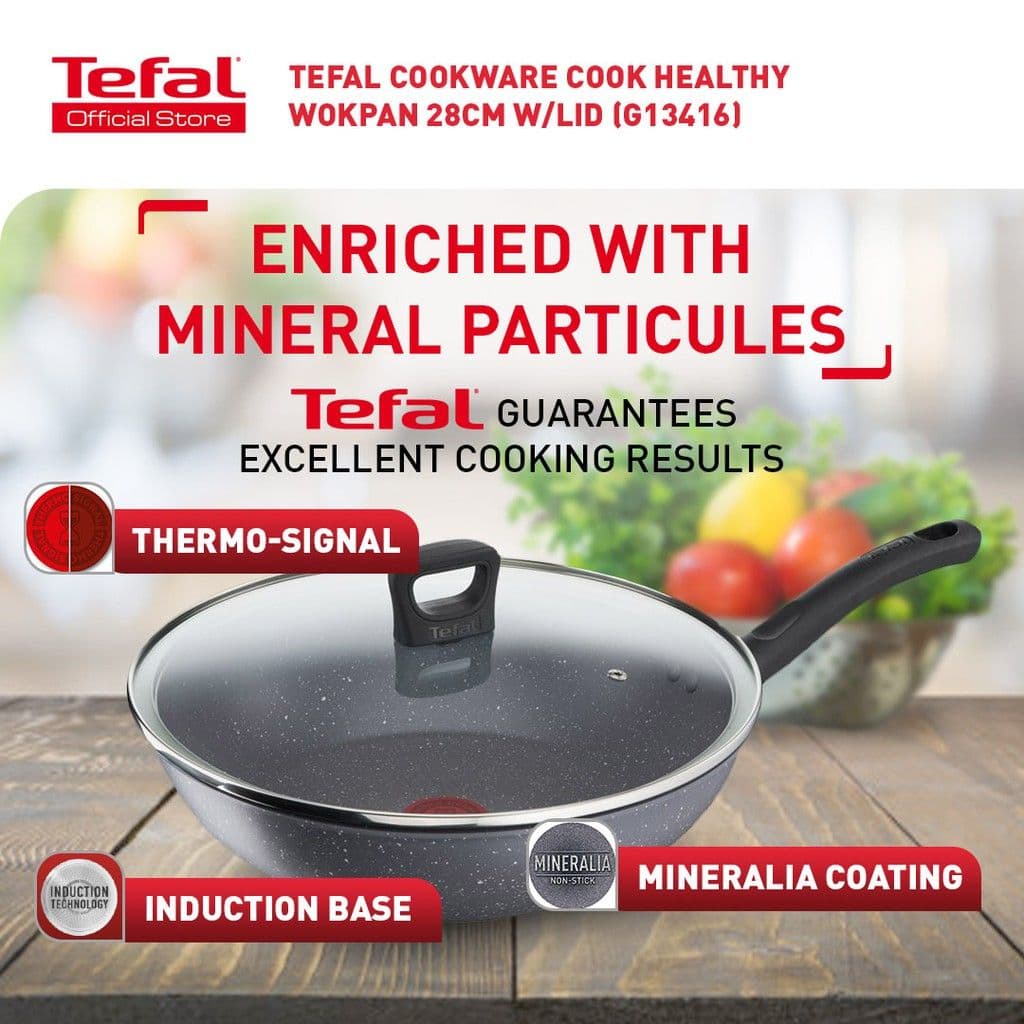 Tefal
Official Store
TEFAL COOKWARE COOK HEALTHY
WOKPAN 28CM W/LID (G13416)
ENRICHED WITH
MINERAL PARTICULES
Tefal GUARANTEES
EXCELLENT COOKING RESULTS
THERMO-SIGNAL
Tefal
INDUCTION
TECHNOLOGY
INDUCTION BASE
MINERALIA
NON-STICK
MINERALIA COATING